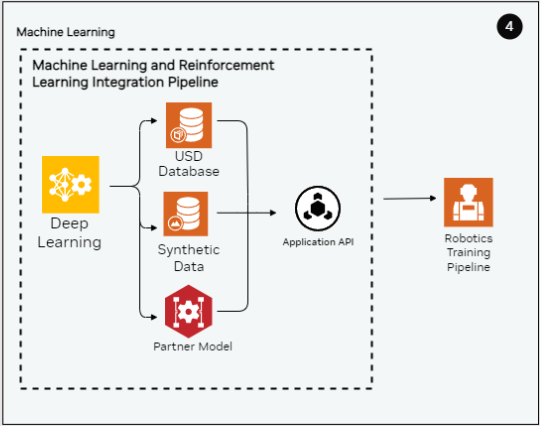 4
Machine Learning
Machine Learning and Reinforcement
Learning Integration Pipeline
USD
Database
Deep
Learning
Synthetic
Data
Application API
Robotics
Training
Pipeline
Partner Model